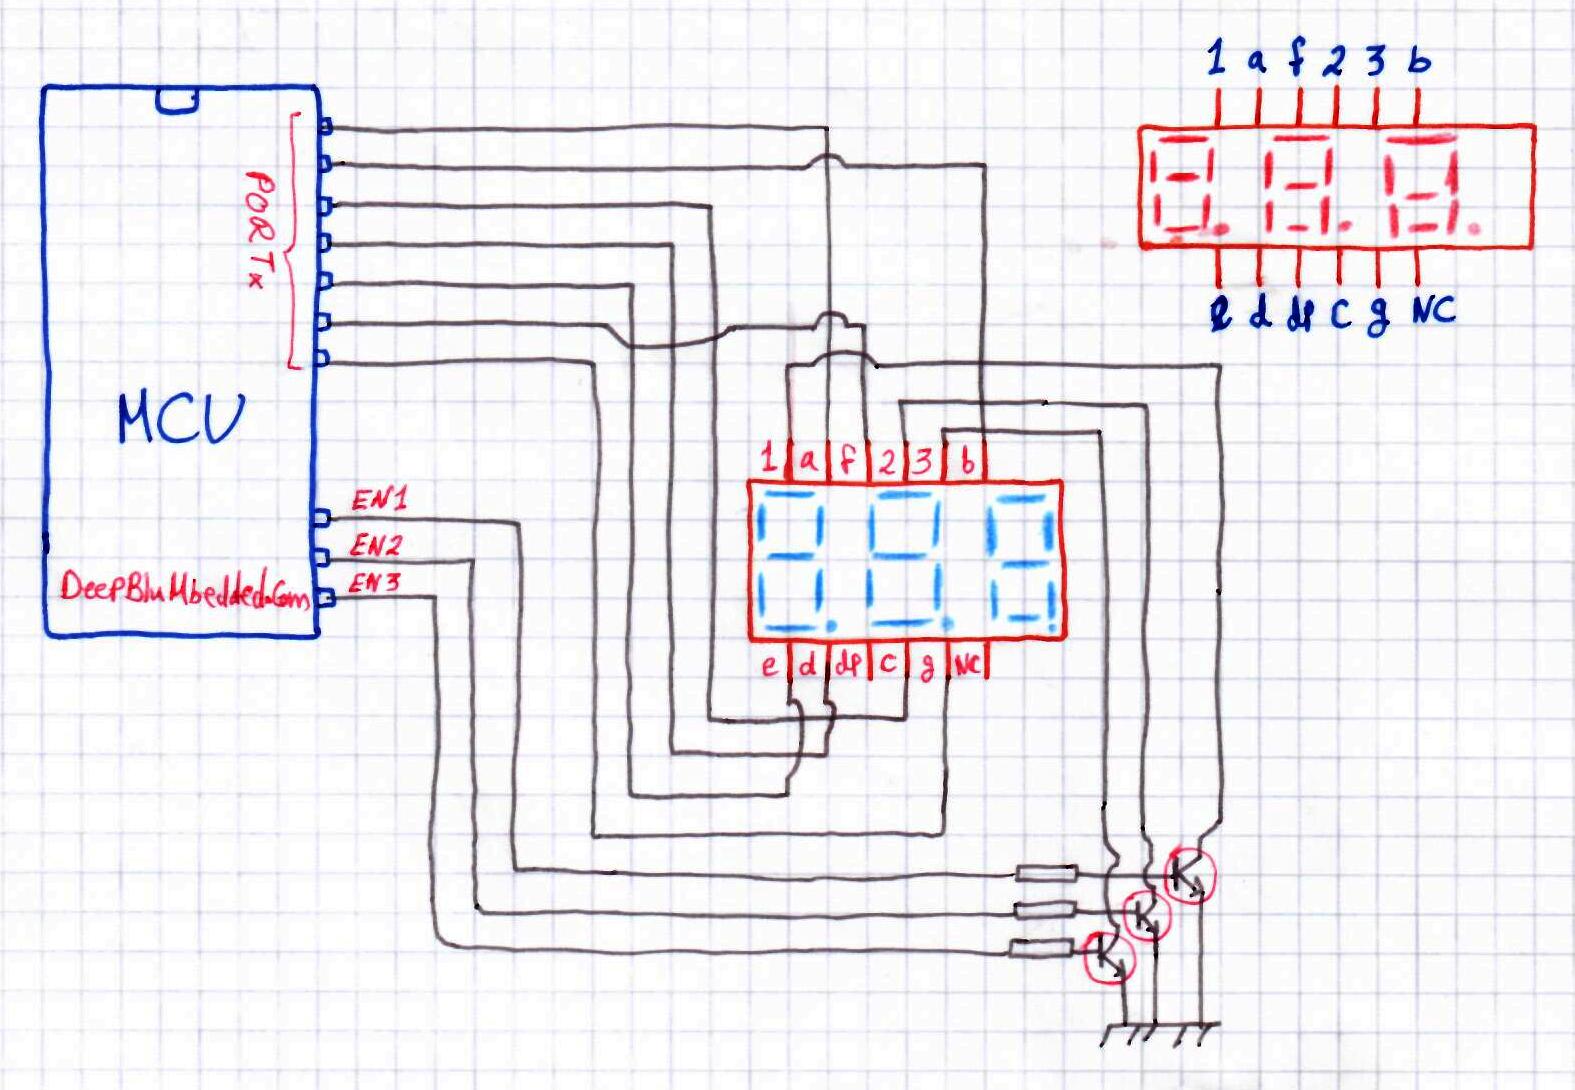 1 a f 2 3 b
e d dp c g NC
PORTx
MCU
EN1
EN2
EN3
DeepBluMbedded.Com
1 a f 2 3 b
e d dp c g NC